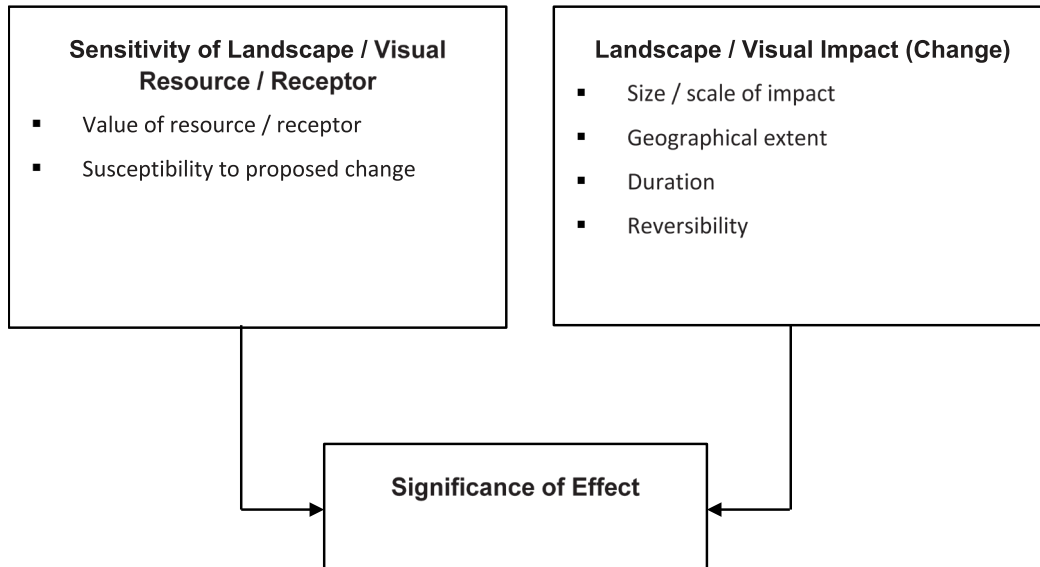 Sensitivity of Landscape / Visual
Resource / Receptor
▪ Value of resource / receptor
▪ Susceptibility to proposed change
Landscape / Visual Impact (Change)
▪ Size / scale of impact
▪ Geographical extent
▪ Duration
▪ Reversibility
Significance of Effect